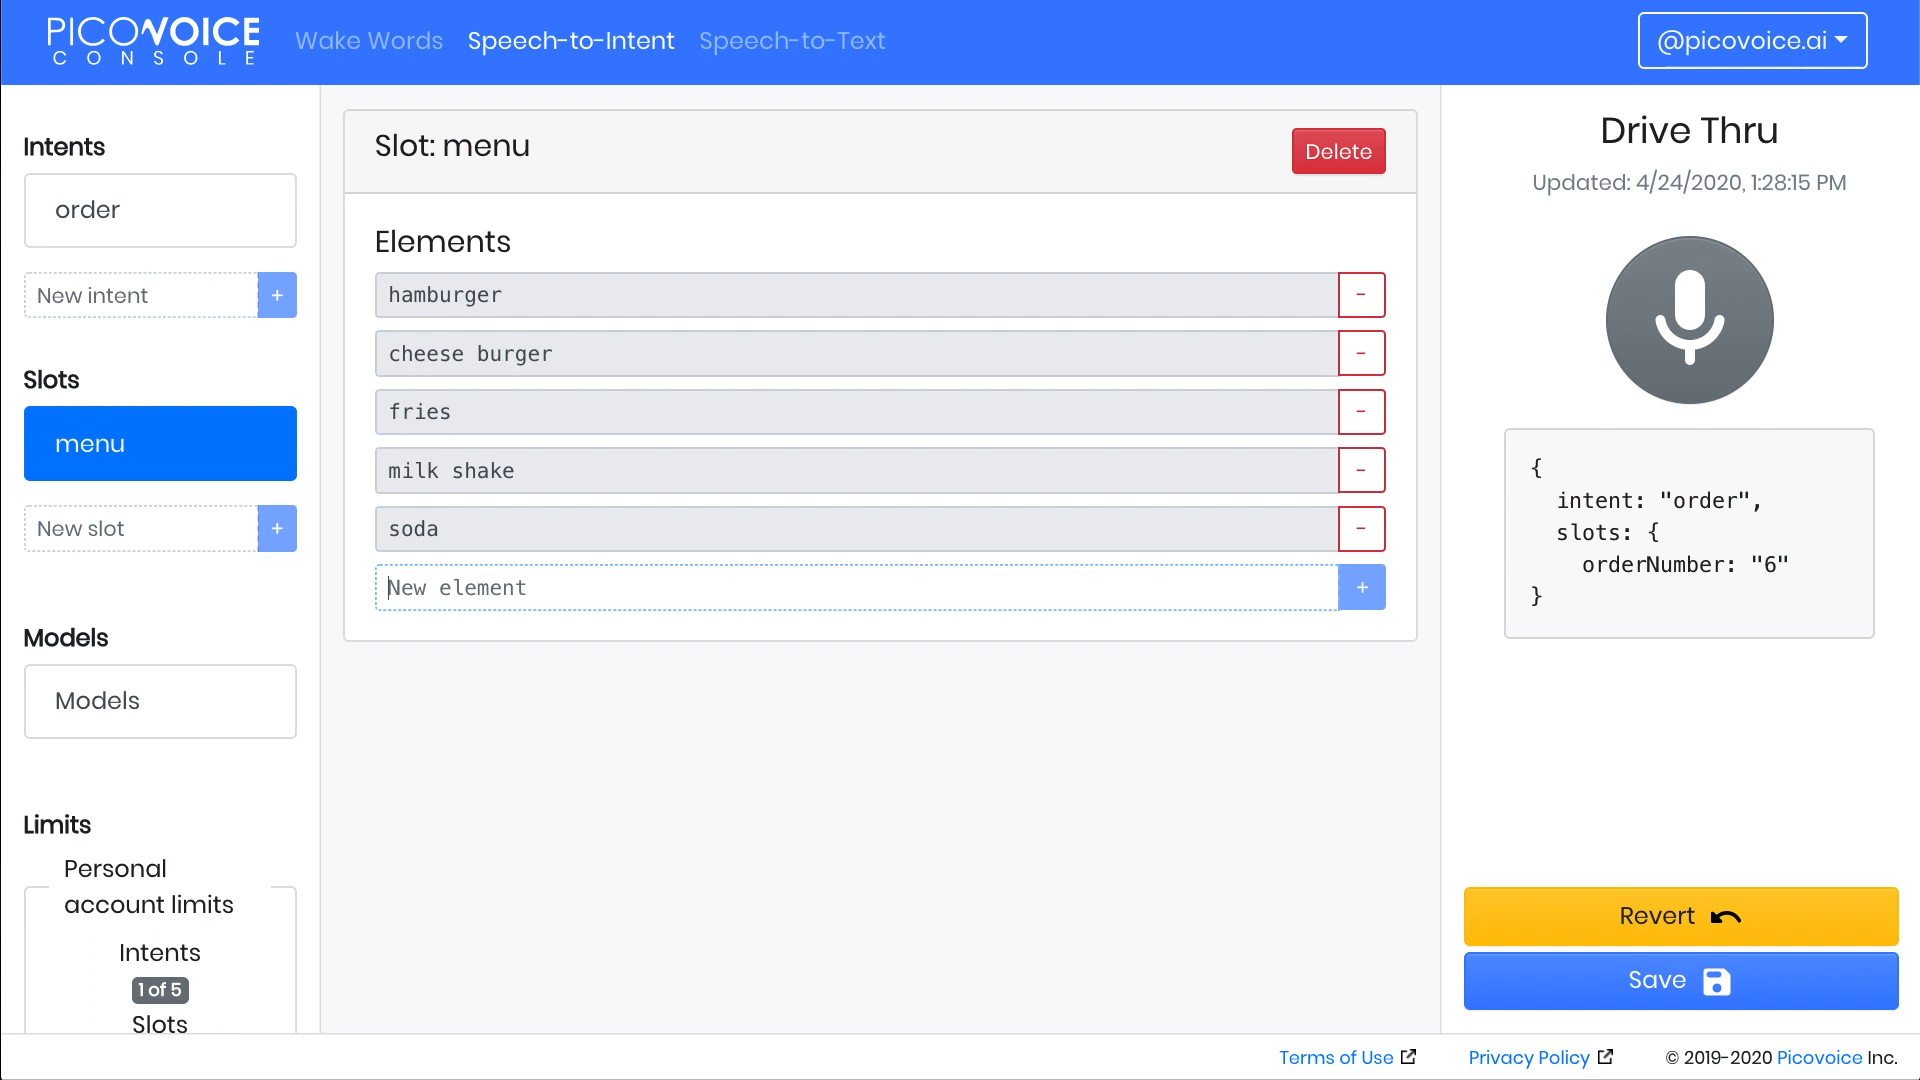 PICOVOICE
CONSOLE
Wake Words
Speech-to-Intent
Speech-to-Text
@picovoice.ai
Intents
order
New intent
+
Slots
menu
New slot
+
Models
Models
Limits
Personal
account limits
Intents
1 of 5
Slots
Slot: menu
Delete
Elements
hamburger
-
cheese burger
-
fries
-
milk shake
-
soda
-
New element
+
Drive Thru
Updated: 4/24/2020, 1:28:15 PM
{
intent: "order",
slots: {
orderNumber: "6"
}
Revert
Save
Terms of Use
Privacy Policy
© 2019-2020 Picovoice Inc.